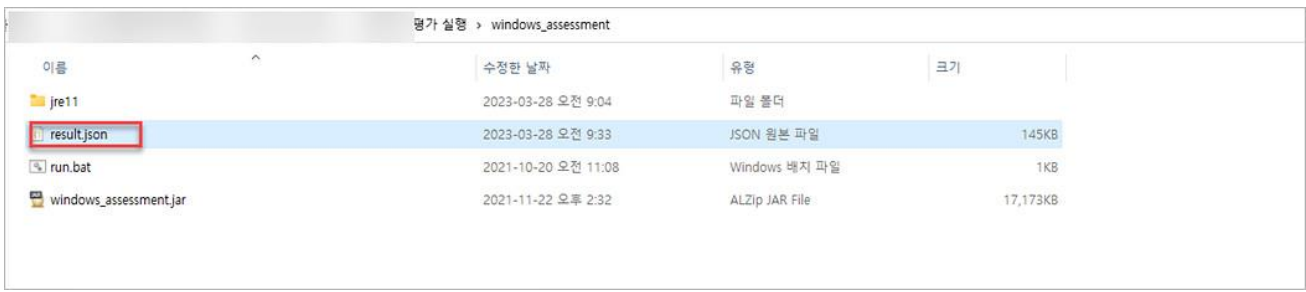 평가 실행 › windows_assessment
이름 수정한 날짜 유형 크기
jre11 2023-03-28 오전 9:04 파일 폴더
result.json 2023-03-28 오전 9:33 JSON 원본 파일 145KB
run.bat 2021-10-20 오전 11:08 Windows 배치 파일 1KB
windows_assessment.jar 2021-11-22 오후 2:32 ALZip JAR File 17,173KB